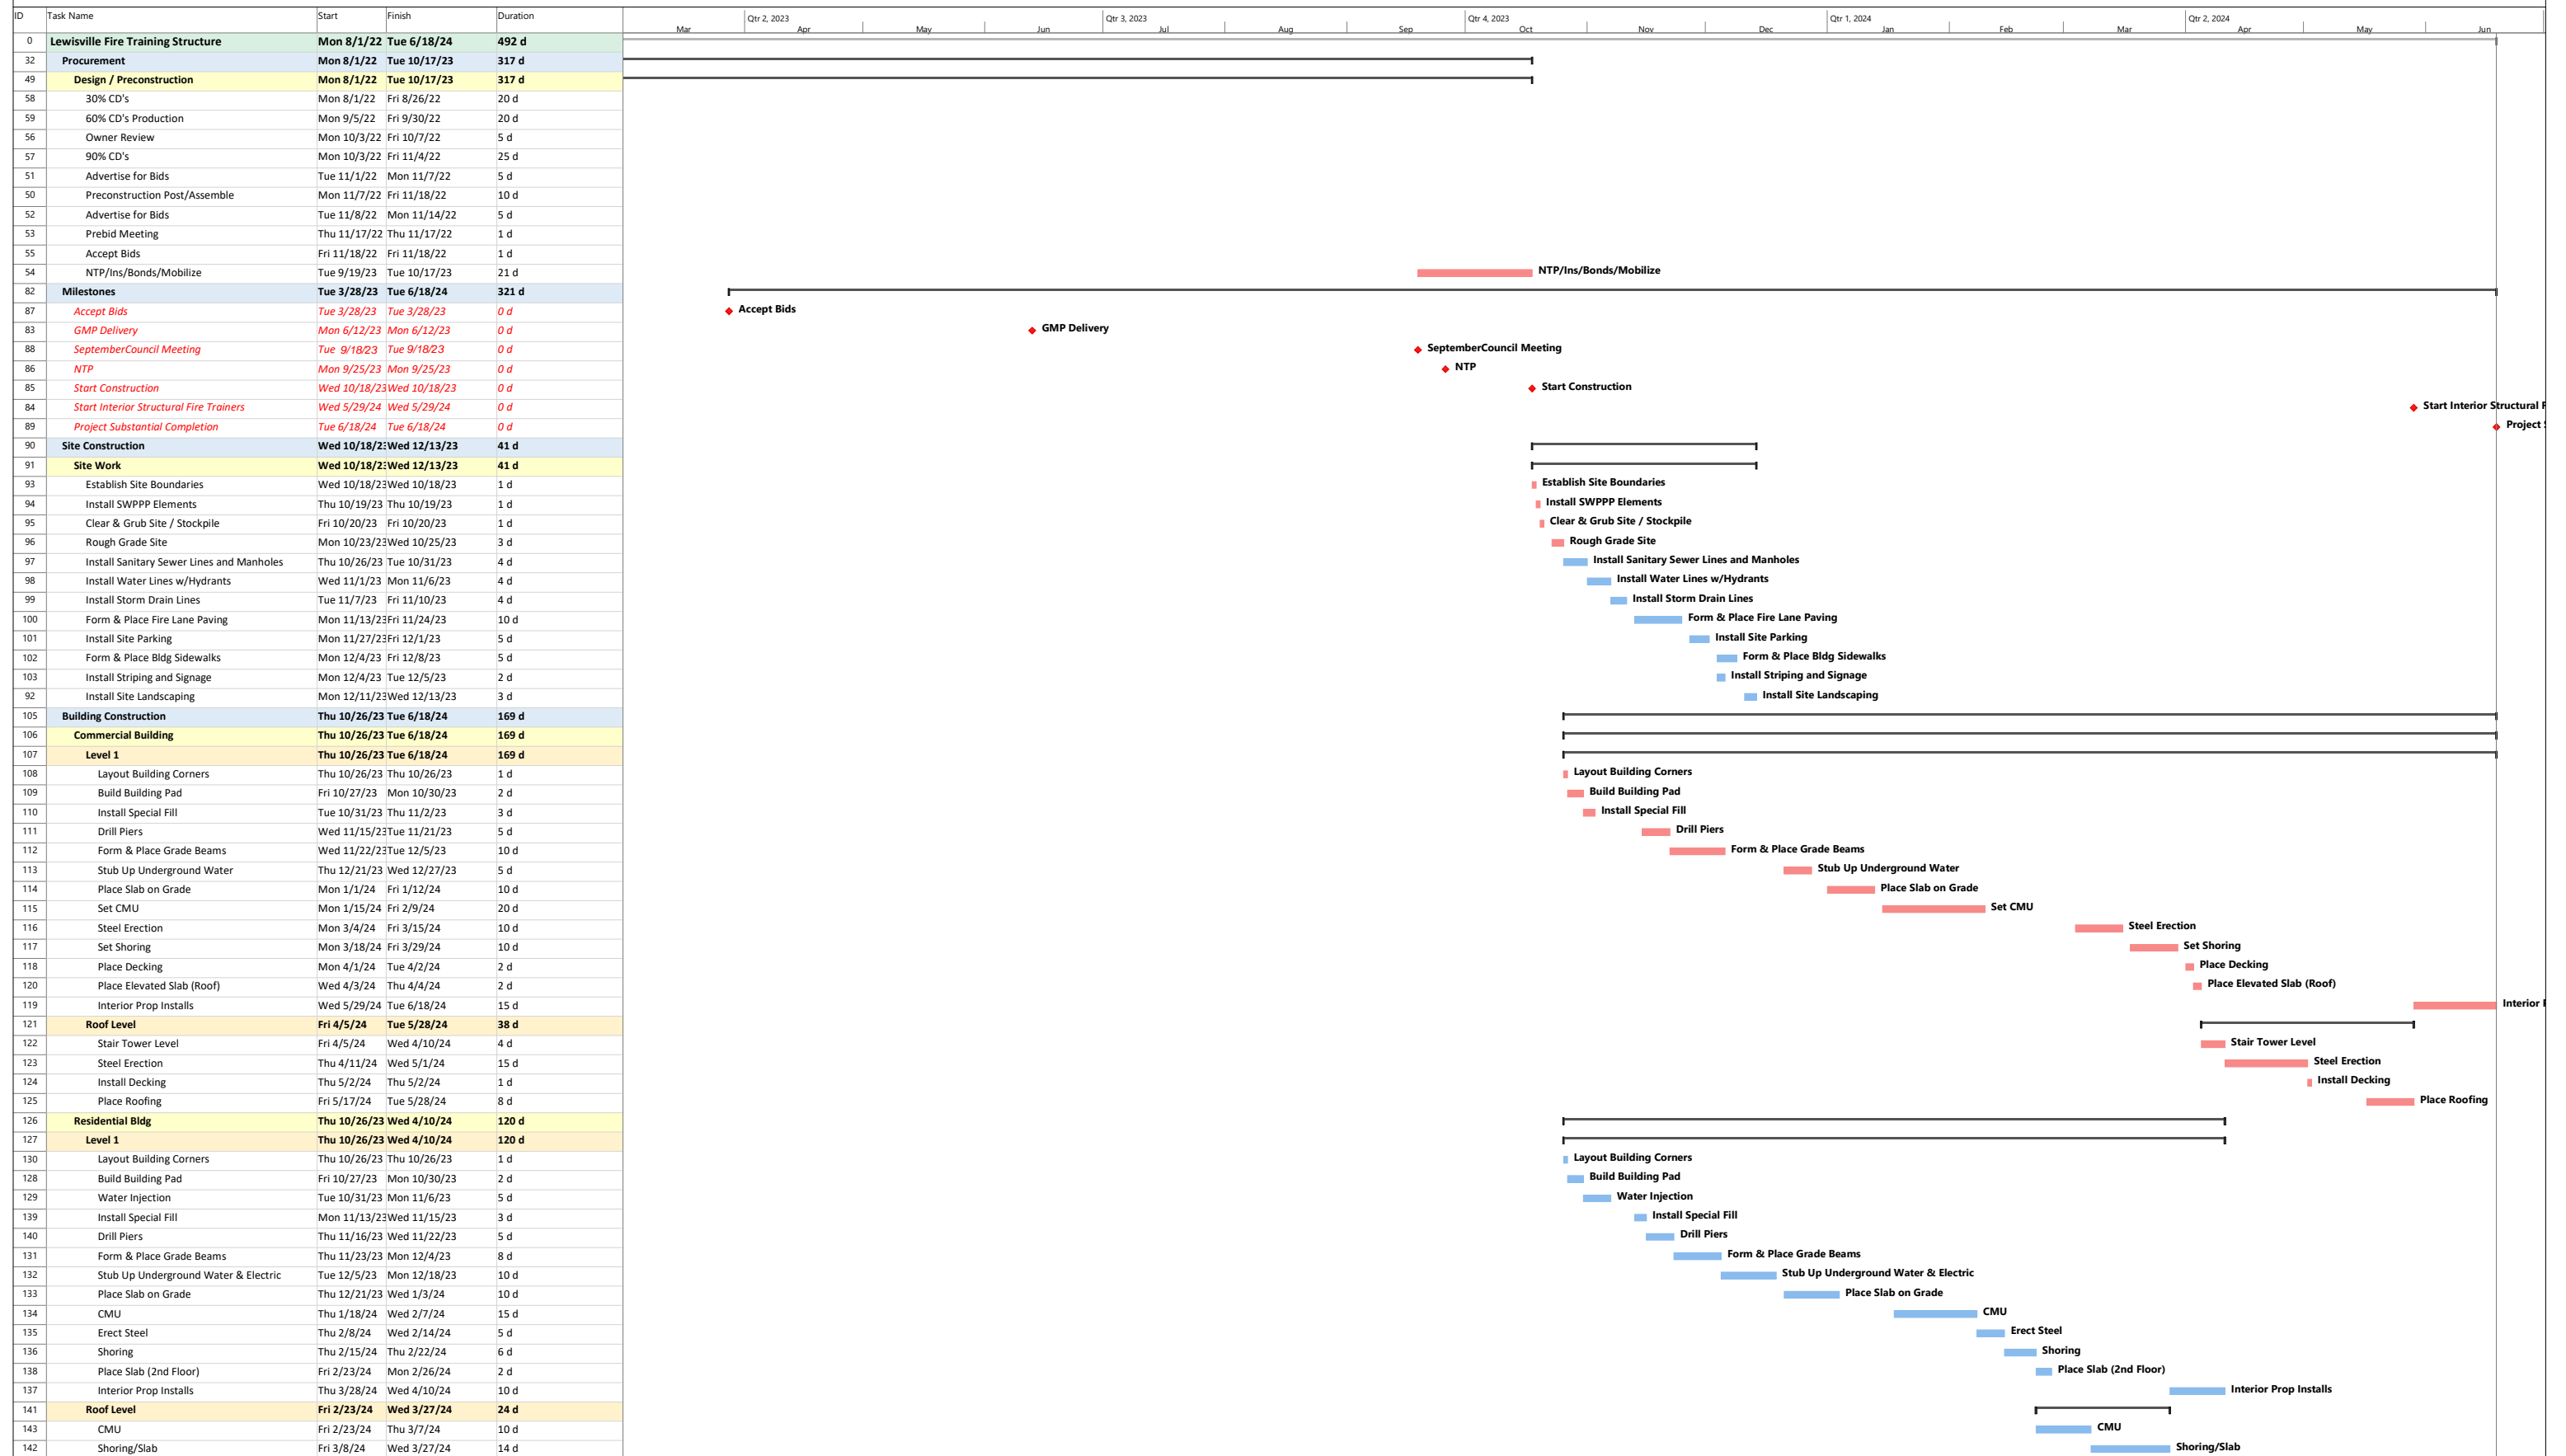 ID Task Name Start Finish Duration
Qtr 2, 2023 Qtr 3, 2023 Qtr 4, 2023 Qtr 1, 2024 Qtr 2, 2024
Mar Apr May Jun Jul Aug Sep Oct Nov Dec Jan Feb Mar Apr May Jun
0 Lewisville Fire Training Structure Mon 8/1/22 Tue 6/18/24 492 d
32 Procurement Mon 8/1/22 Tue 10/17/23 317 d
49 Design / Preconstruction Mon 8/1/22 Tue 10/17/23 317 d
58 30% CD's Mon 8/1/22 Fri 8/26/22 20 d
59 60% CD's Production Mon 9/5/22 Fri 9/30/22 20 d
56 Owner Review Mon 10/3/22 Fri 10/7/22 5 d
57 90% CD's Mon 10/3/22 Fri 11/4/22 25 d
51 Advertise for Bids Tue 11/1/22 Mon 11/7/22 5 d
50 Preconstruction Post/Assemble Mon 11/7/22 Fri 11/18/22 10 d
52 Advertise for Bids Tue 11/8/22 Mon 11/14/22 5 d
53 Prebid Meeting Thu 11/17/22 Thu 11/17/22 1 d
55 Accept Bids Fri 11/18/22 Fri 11/18/22 1 d
54 NTP/Ins/Bonds/Mobilize Tue 9/19/23 Tue 10/17/23 21 d NTP/Ins/Bonds/Mobilize
82 Milestones Tue 3/28/23 Tue 6/18/24 321 d
87 Accept Bids Tue 3/28/23 Tue 3/28/23 0 d Accept Bids
83 GMP Delivery Mon 6/12/23 Mon 6/12/23 0 d GMP Delivery
88 SeptemberCouncil Meeting Tue 9/18/23 Tue 9/18/23 0 d SeptemberCouncil Meeting
86 NTP Mon 9/25/23 Mon 9/25/23 0 d NTP
85 Start Construction Wed 10/18/23 Wed 10/18/23 0 d Start Construction
84 Start Interior Structural Fire Trainers Wed 5/29/24 Wed 5/29/24 0 d Start Interior Structural F
89 Project Substantial Completion Tue 6/18/24 Tue 6/18/24 0 d Project
90 Site Construction Wed 10/18/23 Wed 12/13/23 41 d
91 Site Work Wed 10/18/23 Wed 12/13/23 41 d
93 Establish Site Boundaries Wed 10/18/23 Wed 10/18/23 1 d Establish Site Boundaries
94 Install SWPPP Elements Thu 10/19/23 Thu 10/19/23 1 d Install SWPPP Elements
95 Clear & Grub Site / Stockpile Fri 10/20/23 Fri 10/20/23 1 d Clear & Grub Site / Stockpile
96 Rough Grade Site Mon 10/23/23 Wed 10/25/23 3 d Rough Grade Site
97 Install Sanitary Sewer Lines and Manholes Thu 10/26/23 Tue 10/31/23 4 d Install Sanitary Sewer Lines and Manholes
98 Install Water Lines w/Hydrants Wed 11/1/23 Mon 11/6/23 4 d Install Water Lines w/Hydrants
99 Install Storm Drain Lines Tue 11/7/23 Fri 11/10/23 4 d Install Storm Drain Lines
100 Form & Place Fire Lane Paving Mon 11/13/23 Fri 11/24/23 10 d Form & Place Fire Lane Paving
101 Install Site Parking Mon 11/27/23 Fri 12/1/23 5 d Install Site Parking
102 Form & Place Bldg Sidewalks Mon 12/4/23 Fri 12/8/23 5 d Form & Place Bldg Sidewalks
103 Install Striping and Signage Mon 12/4/23 Tue 12/5/23 2 d Install Striping and Signage
92 Install Site Landscaping Mon 12/11/23 Wed 12/13/23 3 d Install Site Landscaping
105 Building Construction Thu 10/26/23 Tue 6/18/24 169 d
106 Commercial Building Thu 10/26/23 Tue 6/18/24 169 d
107 Level 1 Thu 10/26/23 Tue 6/18/24 169 d
108 Layout Building Corners Thu 10/26/23 Thu 10/26/23 1 d Layout Building Corners
109 Build Building Pad Fri 10/27/23 Mon 10/30/23 2 d Build Building Pad
110 Install Special Fill Tue 10/31/23 Thu 11/2/23 3 d Install Special Fill
111 Drill Piers Wed 11/15/23 Tue 11/21/23 5 d Drill Piers
112 Form & Place Grade Beams Wed 11/22/23 Tue 12/5/23 10 d Form & Place Grade Beams
113 Stub Up Underground Water Thu 12/21/23 Wed 12/27/23 5 d Stub Up Underground Water
114 Place Slab on Grade Mon 1/1/24 Fri 1/12/24 10 d Place Slab on Grade
115 Set CMU Mon 1/15/24 Fri 2/9/24 20 d Set CMU
116 Steel Erection Mon 3/4/24 Fri 3/15/24 10 d Steel Erection
117 Set Shoring Mon 3/18/24 Fri 3/29/24 10 d Set Shoring
118 Place Decking Mon 4/1/24 Tue 4/2/24 2 d Place Decking
120 Place Elevated Slab (Roof) Wed 4/3/24 Thu 4/4/24 2 d Place Elevated Slab (Roof)
119 Interior Prop Installs Wed 5/29/24 Tue 6/18/24 15 d Interior
121 Roof Level Fri 4/5/24 Tue 5/28/24 38 d
122 Stair Tower Level Fri 4/5/24 Wed 4/10/24 4 d Stair Tower Level
123 Steel Erection Thu 4/11/24 Wed 5/1/24 15 d Steel Erection
124 Install Decking Thu 5/2/24 Thu 5/2/24 1 d Install Decking
125 Place Roofing Fri 5/17/24 Tue 5/28/24 8 d Place Roofing
126 Residential Bldg Thu 10/26/23 Wed 4/10/24 120 d
127 Level 1 Thu 10/26/23 Wed 4/10/24 120 d
130 Layout Building Corners Thu 10/26/23 Thu 10/26/23 1 d Layout Building Corners
128 Build Building Pad Fri 10/27/23 Mon 10/30/23 2 d Build Building Pad
129 Water Injection Tue 10/31/23 Mon 11/6/23 5 d Water Injection
139 Install Special Fill Mon 11/13/23 Wed 11/15/23 3 d Install Special Fill
140 Drill Piers Thu 11/16/23 Wed 11/22/23 5 d Drill Piers
131 Form & Place Grade Beams Thu 11/23/23 Mon 12/4/23 8 d Form & Place Grade Beams
132 Stub Up Underground Water & Electric Tue 12/5/23 Mon 12/18/23 10 d Stub Up Underground Water & Electric
133 Place Slab on Grade Thu 12/21/23 Wed 1/3/24 10 d Place Slab on Grade
134 CMU Thu 1/18/24 Wed 2/7/24 15 d CMU
135 Erect Steel Thu 2/8/24 Wed 2/14/24 5 d Erect Steel
136 Shoring Thu 2/15/24 Thu 2/22/24 6 d Shoring
138 Place Slab (2nd Floor) Fri 2/23/24 Mon 2/26/24 2 d Place Slab (2nd Floor)
137 Interior Prop Installs Thu 3/28/24 Wed 4/10/24 10 d Interior Prop Installs
141 Roof Level Fri 2/23/24 Wed 3/27/24 24 d
143 CMU Fri 2/23/24 Thu 3/7/24 10 d CMU
142 Shoring/Slab Fri 3/8/24 Wed 3/27/24 14 d Shoring/Slab